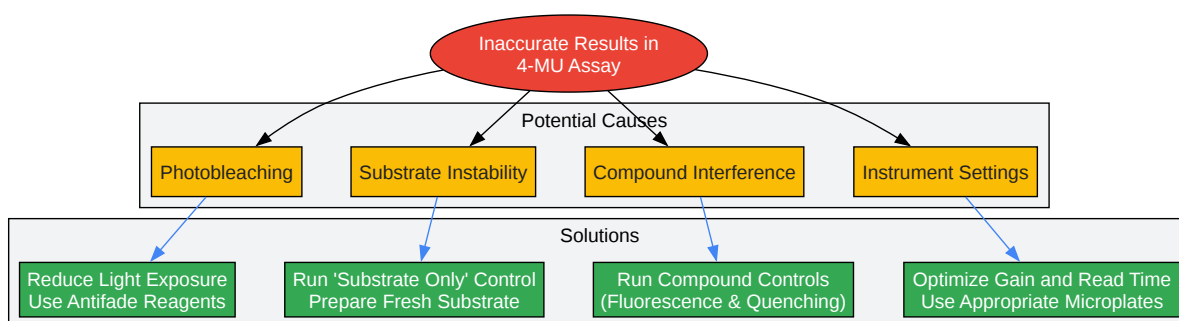 Inaccurate Results in
4-MU Assay
Potential Causes
Photobleaching
Substrate Instability
Compound Interference
Instrument Settings
Solutions
Reduce Light Exposure
Use Antifade Reagents
Run 'Substrate Only' Control
Prepare Fresh Substrate
Run Compound Controls
(Fluorescence & Quenching)
Optimize Gain and Read Time
Use Appropriate Microplates